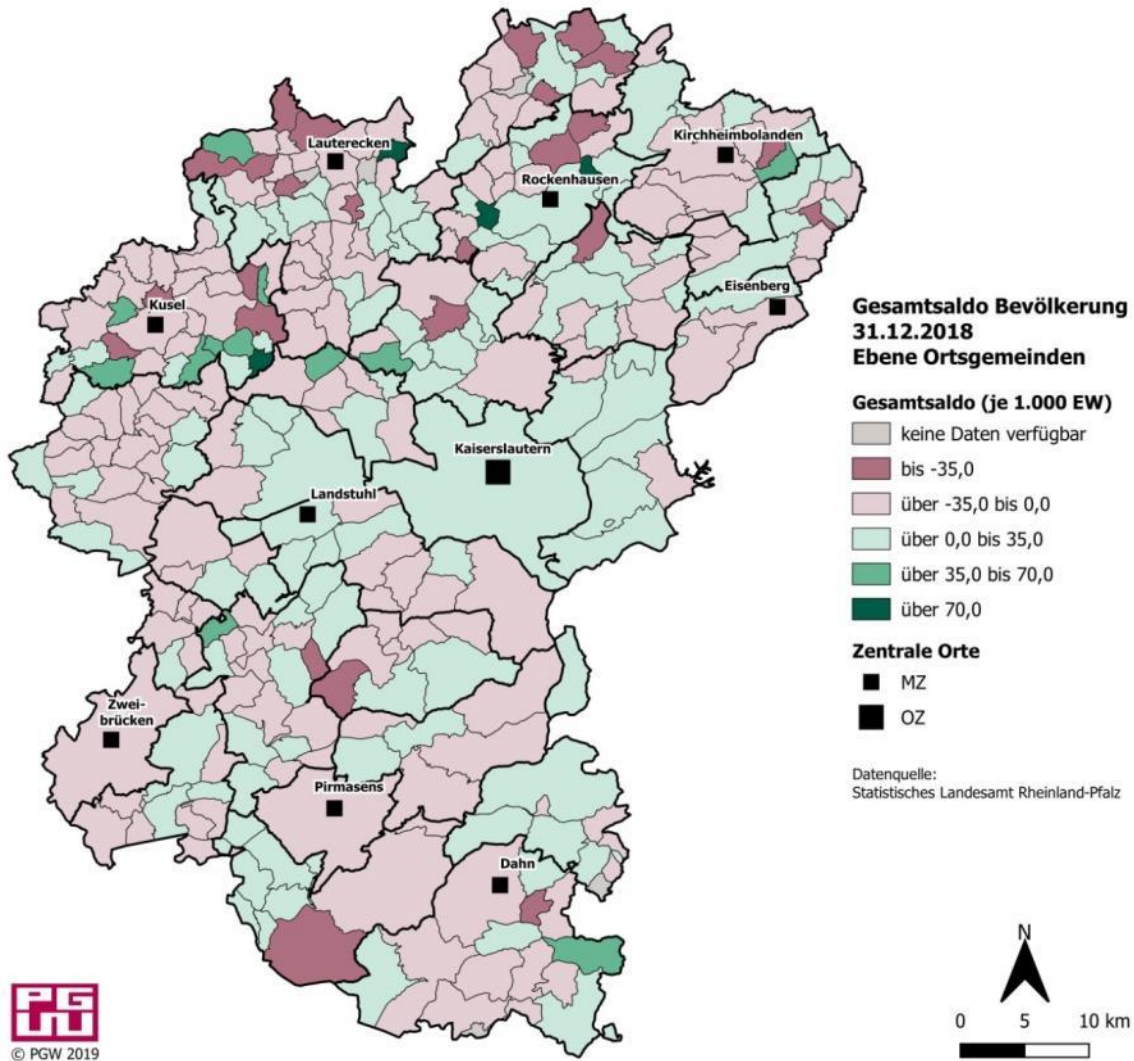 Lauterecken
Kirchheimbolanden
Rockenhausen
Kusel
Eisenberg
Kaiserslautern
Landstuhl
Zwei-
brücken
Pirmasens
Dahn
Gesamtsaldo Bevölkerung
31.12.2018
Ebene Ortsgemeinden
Gesamtsaldo (je 1.000 EW)
keine Daten verfügbar
bis -35,0
über -35,0 bis 0,0
über 0,0 bis 35,0
über 35,0 bis 70,0
über 70,0
Zentrale Orte
MZ
OZ
Datenquelle:
Statistisches Landesamt Rheinland-Pfalz
N
0 5 10 km
PG
W
© PGW 2019